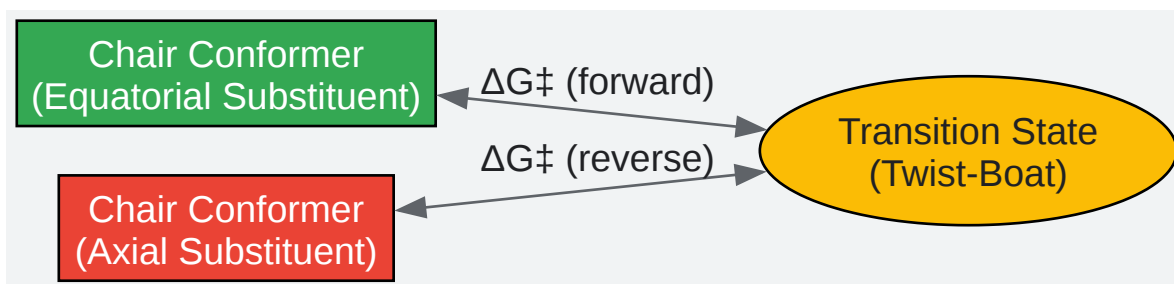 Chair Conformer
(Equatorial Substituent)
ΔG‡ (forward)
Transition State
(Twist-Boat)
ΔG‡ (reverse)
Chair Conformer
(Axial Substituent)